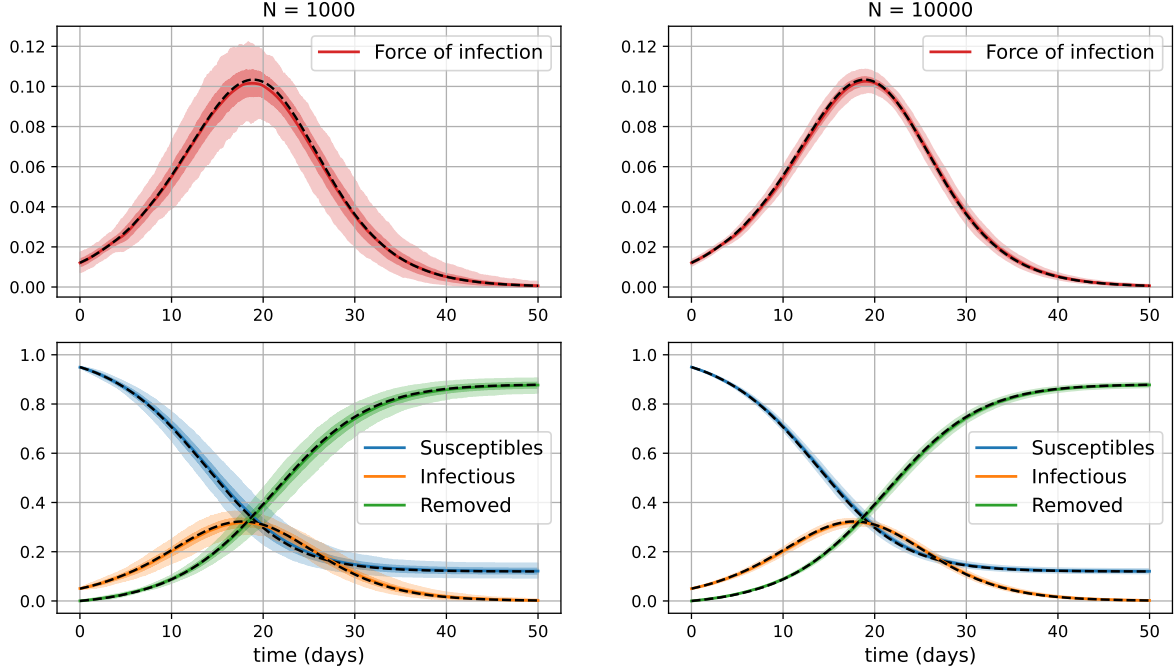 N = 1000
N = 10000
0.12
0.10
0.08
0.06
0.04
0.02
0.00
Force of infection
0 10 20 30 40 50
0.12
0.10
0.08
0.06
0.04
0.02
0.00
Force of infection
0 10 20 30 40 50
1.0
0.8
0.6
0.4
0.2
0.0
Susceptibles
Infectious
Removed
0 10 20 30 40 50
time (days)
1.0
0.8
0.6
0.4
0.2
0.0
Susceptibles
Infectious
Removed
0 10 20 30 40 50
time (days)